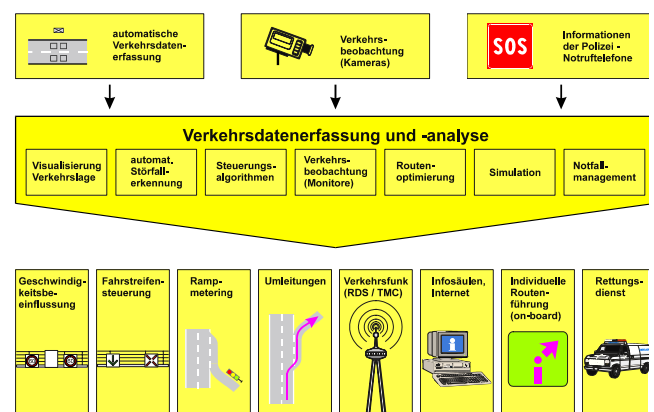 automatische
Verkehrsdaten-
erfassung
Verkehrs-
beobachtung
(Kameras)
SOS
Informationen
der Polizei -
Notruftelefone
Verkehrsdatenerfassung und -analyse
Visualisierung
Verkehrslage
automat.
Störfall-
erkennung
Steuerungs-
algorithmen
Verkehrs-
beobachtung
(Monitore)
Routen-
optimierung
Simulation
Notfall-
management
Geschwindig-
keitsbe-
einflussung
Fahrstreifen-
steuerung
Ramp-
metering
Umleitungen
Verkehrsfunk
(RDS / TMC)
Infosäulen,
Internet
Individuelle
Routen-
führung
(on-board)
Rettungs-
dienst